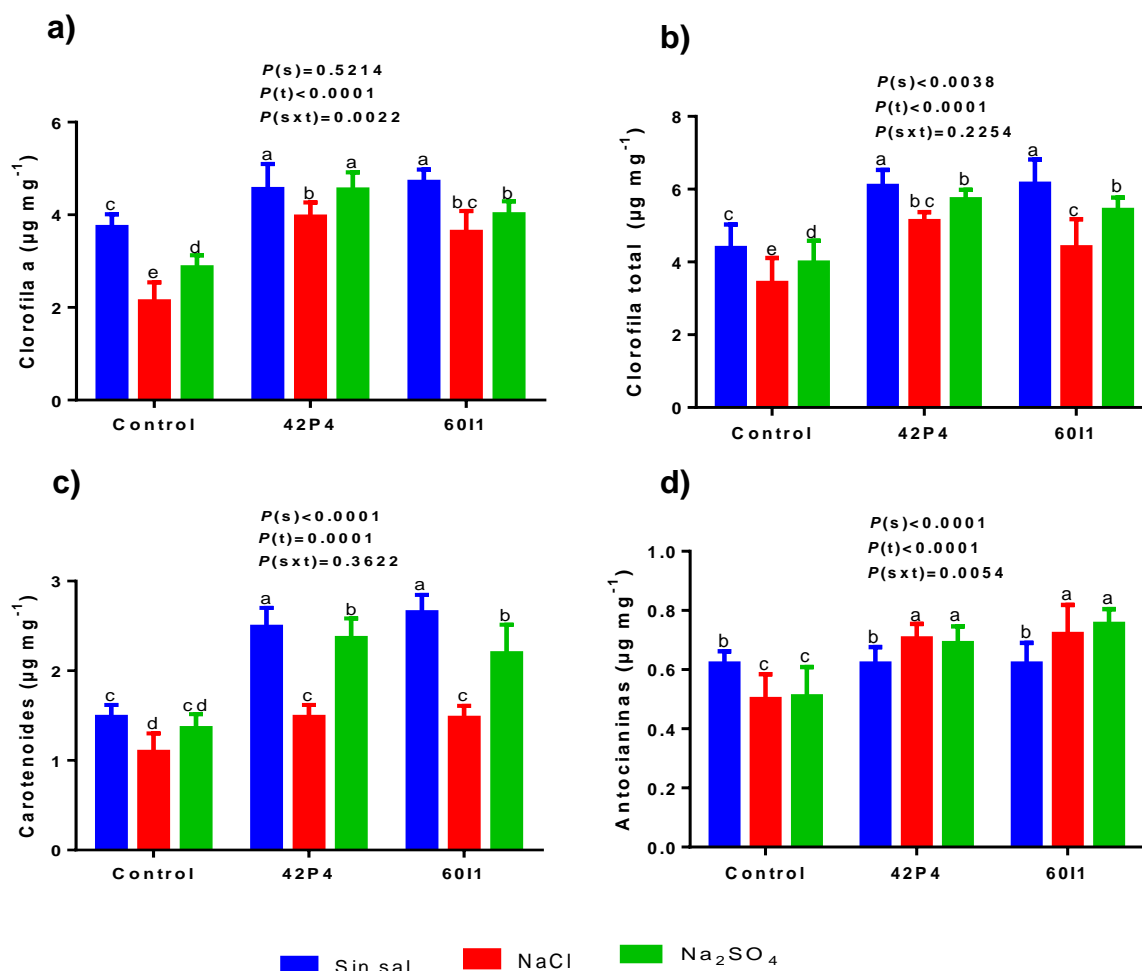 a)
P(s)=0.5214
P(t)<0.0001
P(sxt)=0.0022
Clorofila a (µg mg⁻¹)
6
4
2
0
c
e
d
a
b
a
a
bc
b
Control
42P4
60I1
b)
P(s)<0.0038
P(t)<0.0001
P(sxt)=0.2254
Clorofila total (µg mg⁻¹)
8
6
4
2
0
c
e
d
a
bc
b
a
c
b
Control
42P4
60I1
c)
P(s)<0.0001
P(t)=0.0001
P(sxt)=0.3622
Carotenoides (µg mg⁻¹)
3
2
1
0
c
d
cd
a
c
b
a
c
b
Control
42P4
60I1
d)
P(s)<0.0001
P(t)<0.0001
P(sxt)=0.0054
Antocianinas (µg mg⁻¹)
1.0
0.8
0.6
0.4
0.2
0.0
b
c
c
b
a
a
b
a
a
Control
42P4
60I1
Sin sal
NaCl
Na₂SO₄